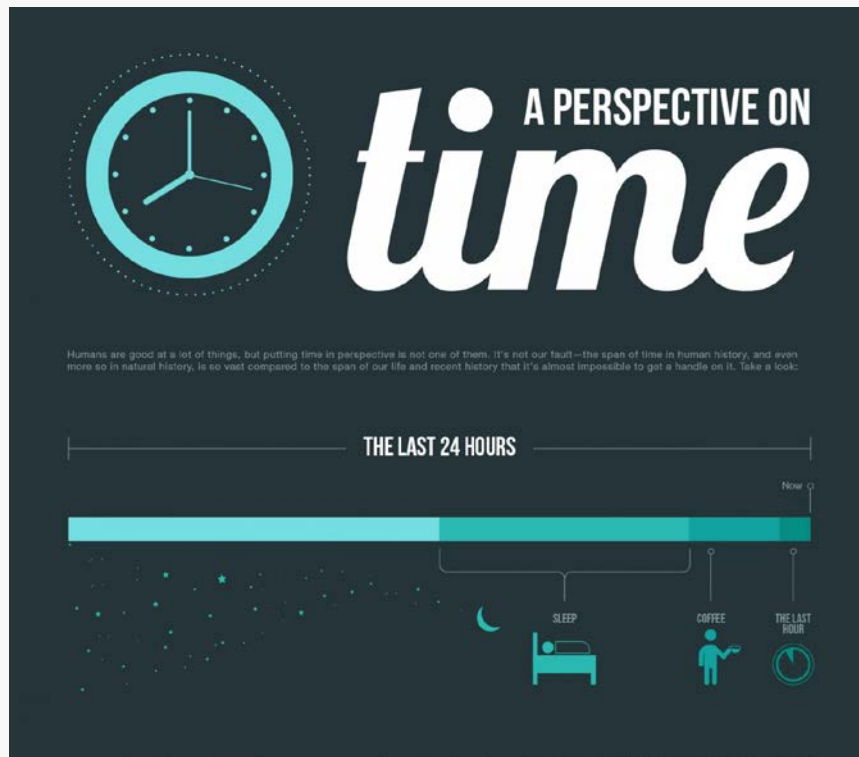 A PERSPECTIVE ON
time
Humans are good at a lot of things, but putting time in perspective is not one of them. It's not our fault—the span of time in human history, and even
more so in natural history, is so vast compared to the span of our life and recent history that it's almost impossible to get a handle on it. Take a look:
THE LAST 24 HOURS
Now
SLEEP
COFFEE
THE LAST
HOUR